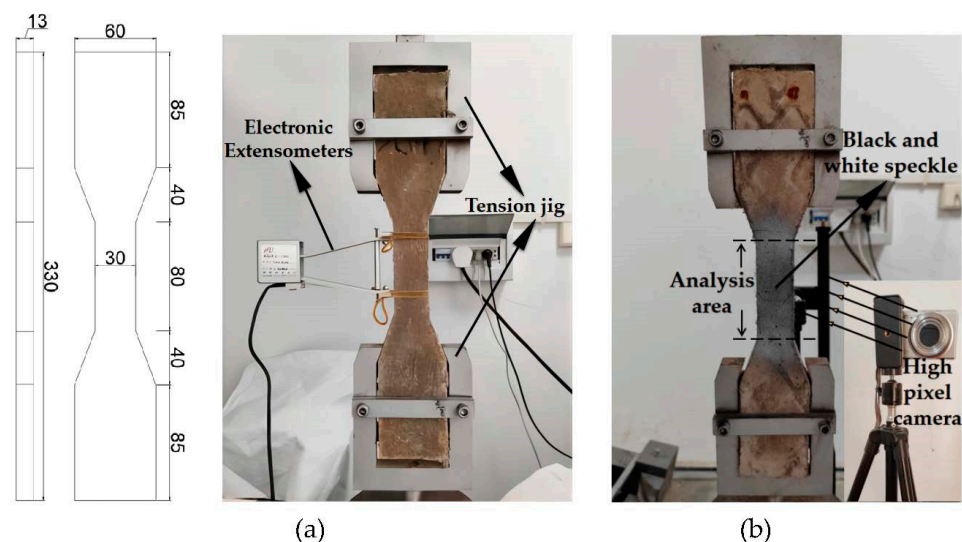 13
60
85
40
330
30
80
40
85
Electronic
Extensometers
Tension jig
Black and
white speckle
Analysis
area
High
pixel
camera
(a)
(b)